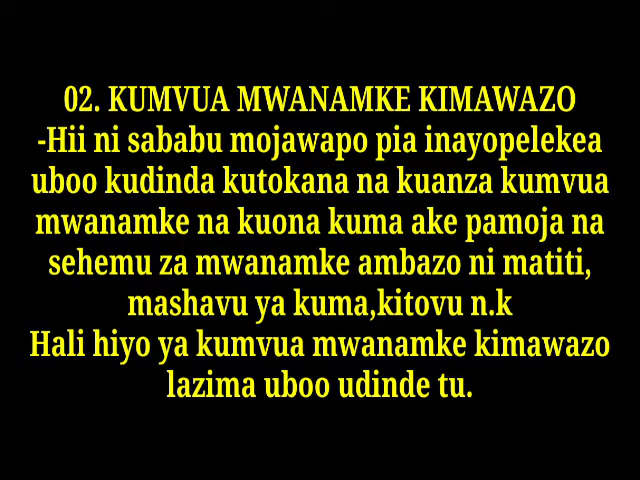 02. KUMVUA MWANAMKE KIMAWAZO
-Hii ni sababu mojawapo pia inayopelekea
uboo kudinda kutokana na kuanza kumvua
mwanamke na kuona kuma ake pamoja na
sehemu za mwanamke ambazo ni matiti,
mashavu ya kuma,kitovu n.k
Hali hiyo ya kumvua mwanamke kimawazo
lazima uboo udinde tu.